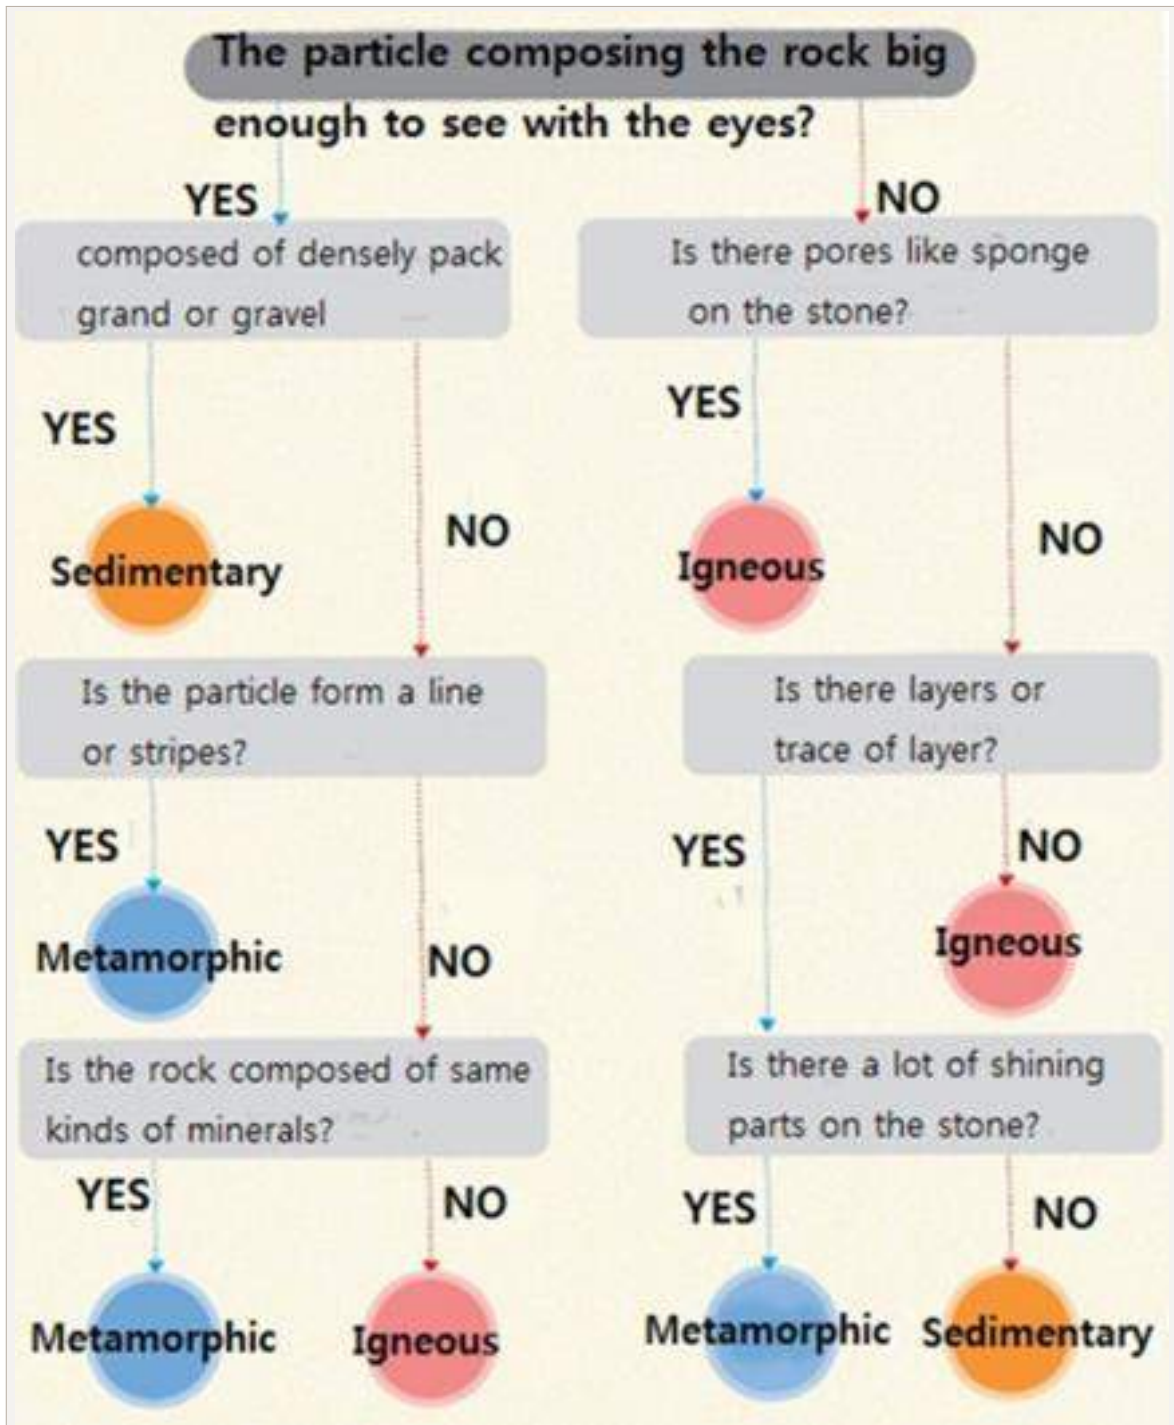 The particle composing the rock big
enough to see with the eyes?
YES
NO
composed of densely pack
grand or gravel
Is there pores like sponge
on the stone?
YES
NO
Sedimentary
YES
NO
Igneous
Is the particle form a line
or stripes?
Is there layers or
trace of layer?
YES
NO
Metamorphic
YES
NO
Igneous
Is the rock composed of same
kinds of minerals?
Is there a lot of shining
parts on the stone?
YES
NO
YES
NO
Metamorphic
Igneous
Metamorphic
Sedimentary